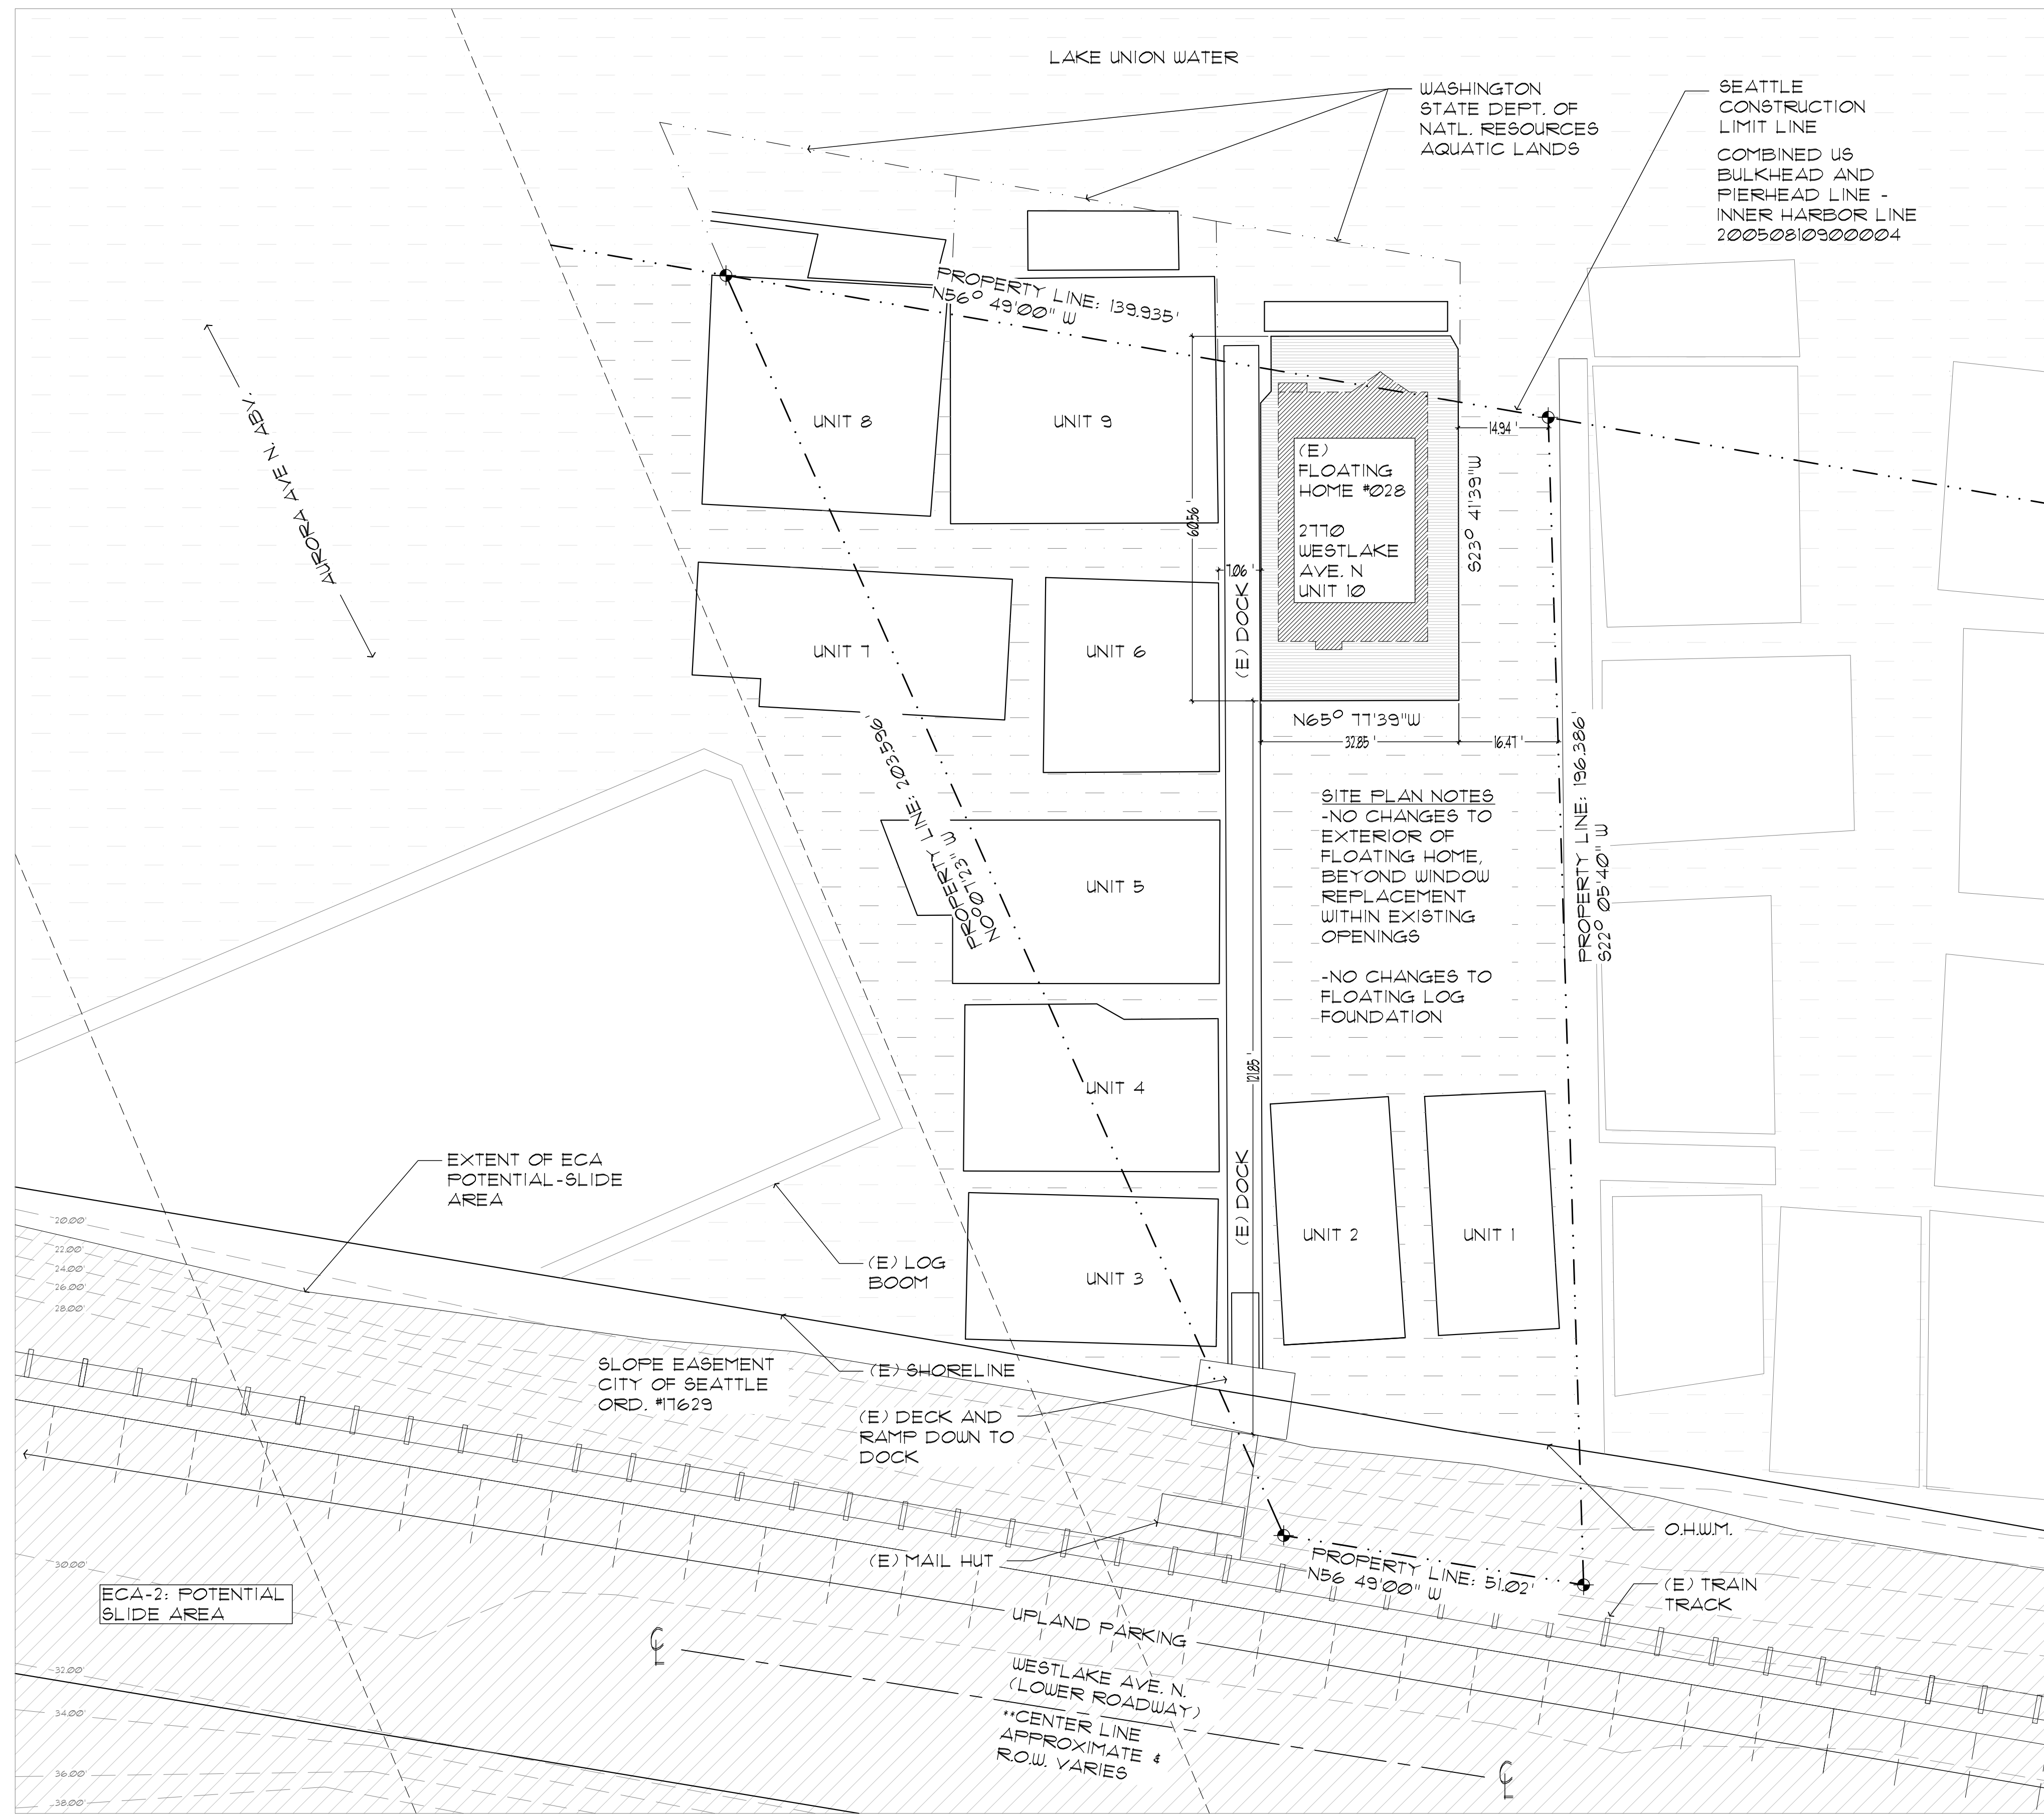 LAKE UNION WATER
WASHINGTON
STATE DEPT. OF
NATL. RESOURCES
AQUATIC LANDS
SEATTLE
CONSTRUCTION
LIMIT LINE
COMBINED US
BULKHEAD AND
PIERHEAD LINE -
INNER HARBOR LINE
20050810900004
PROPERTY LINE: 139.935'
N56° 49'00" W
AURORA AVE N. ABV.
UNIT 8
UNIT 9
14.94 '
(E)
FLOATING
HOME #028
2770
WESTLAKE
AVE. N
UNIT 10
S23° 41'39"W
60.56 '
7.06 '
(E) DOCK
UNIT 7
UNIT 6
N65° 77'39"W
32.85 '
16.47 '
PROPERTY LINE: 203.596'
N0°07'23" W
PROPERTY LINE: 196.386'
S22° 05'40" W
SITE PLAN NOTES
-NO CHANGES TO
EXTERIOR OF
FLOATING HOME,
BEYOND WINDOW
REPLACEMENT
WITHIN EXISTING
OPENINGS
-NO CHANGES TO
FLOATING LOG
FOUNDATION
UNIT 5
121.85 '
UNIT 4
(E) DOCK
EXTENT OF ECA
POTENTIAL-SLIDE
AREA
UNIT 2
UNIT 1
(E) LOG
BOOM
UNIT 3
20.00'
22.00'
24.00'
26.00'
28.00'
SLOPE EASEMENT
CITY OF SEATTLE
ORD. #17629
(E) SHORELINE
(E) DECK AND
RAMP DOWN TO
DOCK
O.H.W.M.
(E) MAIL HUT
PROPERTY LINE: 51.02'
N56 49'00" W
(E) TRAIN
TRACK
30.00'
ECA-2: POTENTIAL
SLIDE AREA
UPLAND PARKING
CL
WESTLAKE AVE. N.
(LOWER ROADWAY)
**CENTER LINE
APPROXIMATE &
R.O.W. VARIES
CL
32.00'
34.00'
36.00'
38.00'